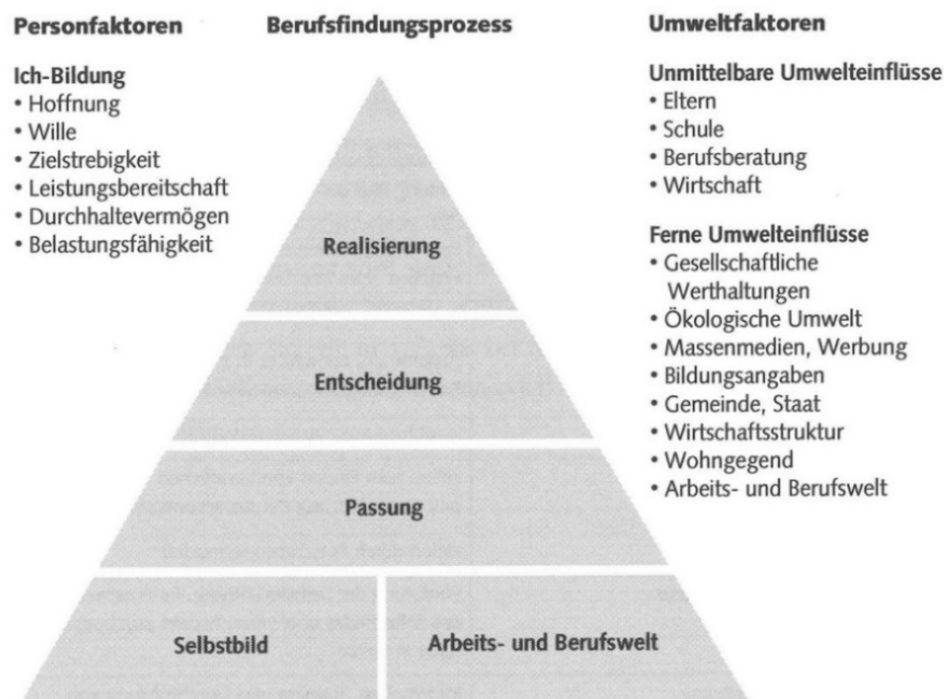 Personfaktoren
Ich-Bildung
• Hoffnung
• Wille
• Zielstrebigkeit
• Leistungsbereitschaft
• Durchhaltevermögen
• Belastungsfähigkeit
Berufsfindungsprozess
Realisierung
Entscheidung
Passung
Selbstbild
Arbeits- und Berufswelt
Umweltfaktoren
Unmittelbare Umwelteinflüsse
• Eltern
• Schule
• Berufsberatung
• Wirtschaft
Ferne Umwelteinflüsse
• Gesellschaftliche
Werthaltungen
• Ökologische Umwelt
• Massenmedien, Werbung
• Bildungsangaben
• Gemeinde, Staat
• Wirtschaftsstruktur
• Wohngegend
• Arbeits- und Berufswelt